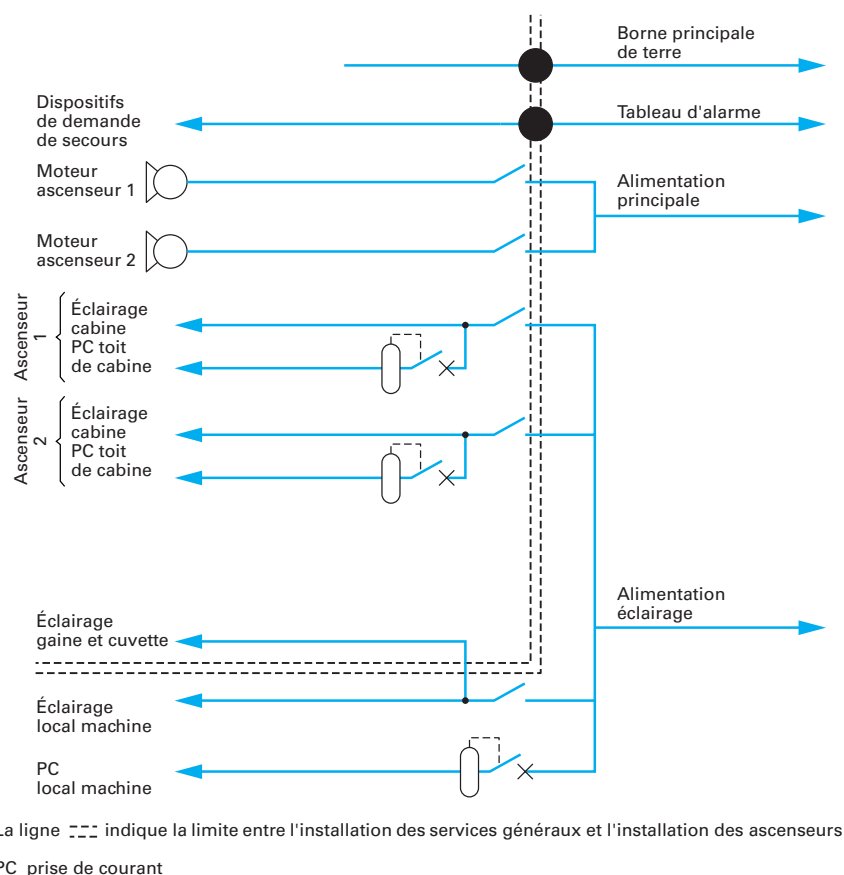 Borne principale
de terre
Dispositifs
de demande
de secours
Tableau d'alarme
Moteur
ascenseur 1
Alimentation
principale
Moteur
ascenseur 2
Ascenseur
1
Éclairage
cabine
PC toit
de cabine
Ascenseur
2
Éclairage
cabine
PC toit
de cabine
Alimentation
éclairage
Éclairage
gaine et cuvette
Éclairage
local machine
PC
local machine
La ligne indique la limite entre l'installation des services généraux et l'installation des ascenseurs
PC prise de courant